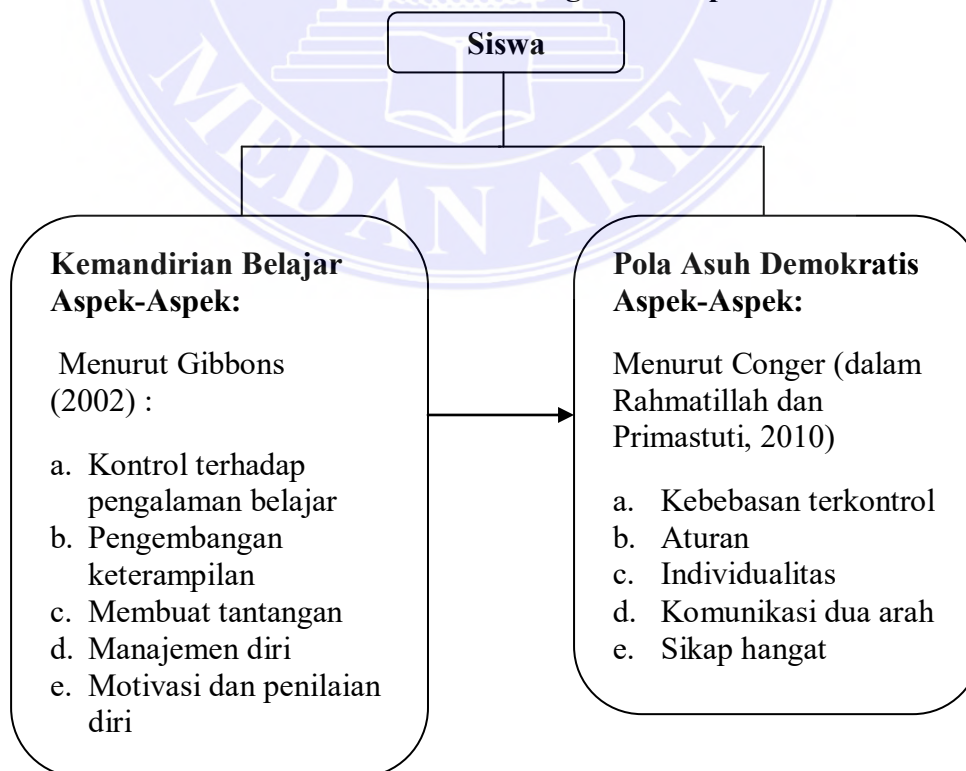 Siswa
MEDAN AREA
Kemandirian Belajar
Aspek-Aspek:
Menurut Gibbons
(2002) :
a. Kontrol terhadap
pengalaman belajar
b. Pengembangan
keterampilan
c. Membuat tantangan
d. Manajemen diri
e. Motivasi dan penilaian
diri
Pola Asuh Demokratis
Aspek-Aspek:
Menurut Conger (dalam
Rahmatillah dan
Primastuti, 2010)
a. Kebebasan terkontrol
b. Aturan
c. Individualitas
d. Komunikasi dua arah
e. Sikap hangat